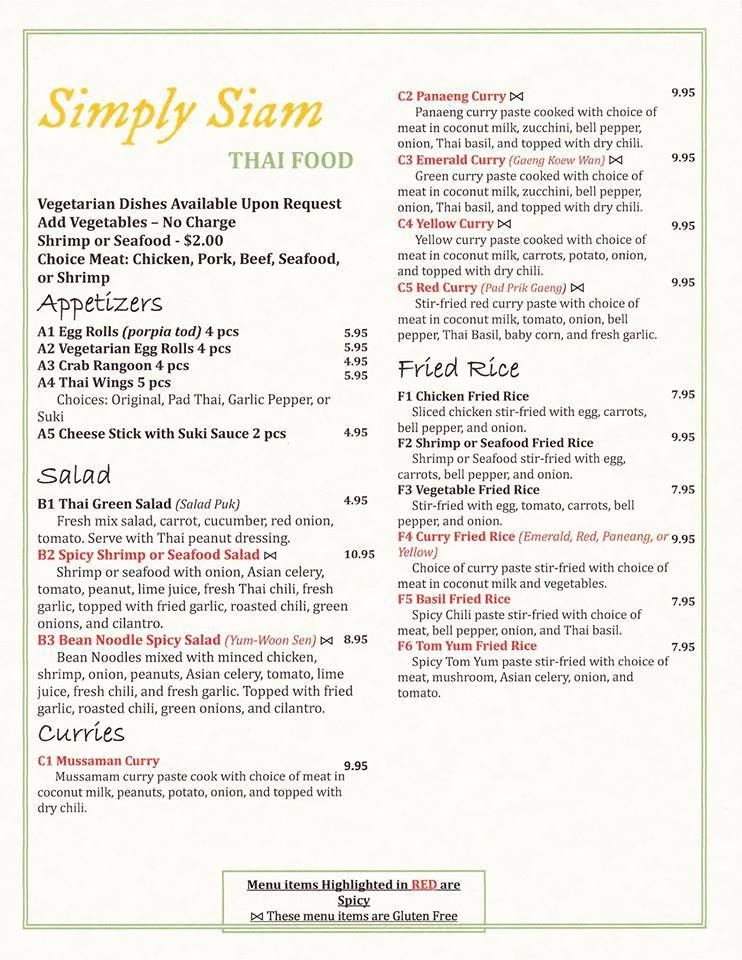 Simply Siam
THAI FOOD
Vegetarian Dishes Available Upon Request
Add Vegetables – No Charge
Shrimp or Seafood - $2.00
Choice Meat: Chicken, Pork, Beef, Seafood,
or Shrimp
Appetizers
A1 Egg Rolls (porpia tod) 4 pcs 5.95
A2 Vegetarian Egg Rolls 4 pcs 5.95
A3 Crab Rangoon 4 pcs 4.95
A4 Thai Wings 5 pcs 5.95
Choices: Original, Pad Thai, Garlic Pepper, or
Suki
A5 Cheese Stick with Suki Sauce 2 pcs 4.95
Salad
B1 Thai Green Salad (Salad Puk) 4.95
Fresh mix salad, carrot, cucumber, red onion,
tomato. Serve with Thai peanut dressing.
B2 Spicy Shrimp or Seafood Salad ⋈ 10.95
Shrimp or seafood with onion, Asian celery,
tomato, peanut, lime juice, fresh Thai chili, fresh
garlic, topped with fried garlic, roasted chili, green
onions, and cilantro.
B3 Bean Noodle Spicy Salad (Yum-Woon Sen) ⋈ 8.95
Bean Noodles mixed with minced chicken,
shrimp, onion, peanuts, Asian celery, tomato, lime
juice, fresh chili, and fresh garlic. Topped with fried
garlic, roasted chili, green onions, and cilantro.
Curries
C1 Mussaman Curry 9.95
Mussamam curry paste cook with choice of meat in
coconut milk, peanuts, potato, onion, and topped with
dry chili.
C2 Panaeng Curry ⋈ 9.95
Panaeng curry paste cooked with choice of
meat in coconut milk, zucchini, bell pepper,
onion, Thai basil, and topped with dry chili.
C3 Emerald Curry (Gaeng Koew Wan) ⋈ 9.95
Green curry paste cooked with choice of
meat in coconut milk, zucchini, bell pepper,
onion, Thai basil, and topped with dry chili.
C4 Yellow Curry ⋈ 9.95
Yellow curry paste cooked with choice of
meat in coconut milk, carrots, potato, onion,
and topped with dry chili.
C5 Red Curry (Pad Prik Gaeng) ⋈ 9.95
Stir-fried red curry paste with choice of
meat in coconut milk, tomato, onion, bell
pepper, Thai Basil, baby corn, and fresh garlic.
Fried Rice
F1 Chicken Fried Rice 7.95
Sliced chicken stir-fried with egg, carrots,
bell pepper, and onion.
F2 Shrimp or Seafood Fried Rice 9.95
Shrimp or Seafood stir-fried with egg,
carrots, bell pepper, and onion.
F3 Vegetable Fried Rice 7.95
Stir-fried with egg, tomato, carrots, bell
pepper, and onion.
F4 Curry Fried Rice (Emerald, Red, Paneang, or 9.95
Yellow)
Choice of curry paste stir-fried with choice of
meat in coconut milk and vegetables.
F5 Basil Fried Rice 7.95
Spicy Chili paste stir-fried with choice of
meat, bell pepper, onion, and Thai basil.
F6 Tom Yum Fried Rice 7.95
Spicy Tom Yum paste stir-fried with choice of
meat, mushroom, Asian celery, onion, and
tomato.
Menu items Highlighted in RED are
Spicy
⋈ These menu items are Gluten Free